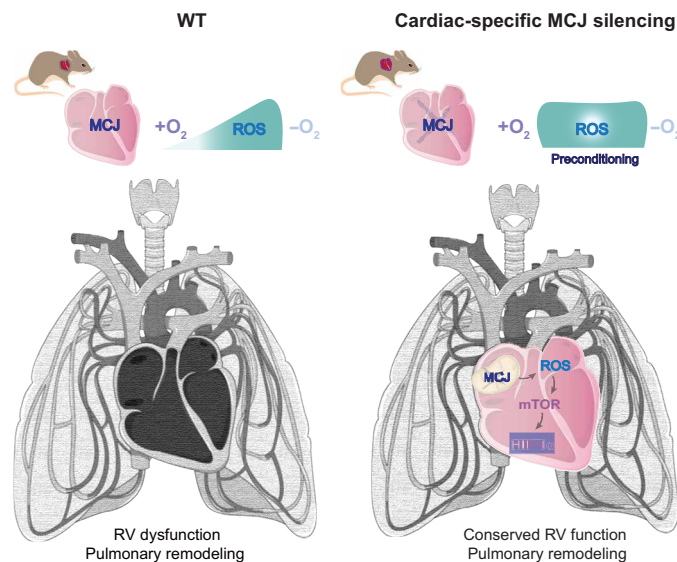 WT
Cardiac-specific MCJ silencing
MCJ
+O₂
ROS
–O₂
MCJ
+O₂
ROS
–O₂
Preconditioning
MCJ
ROS
mTOR
RV dysfunction
Pulmonary remodeling
Conserved RV function
Pulmonary remodeling